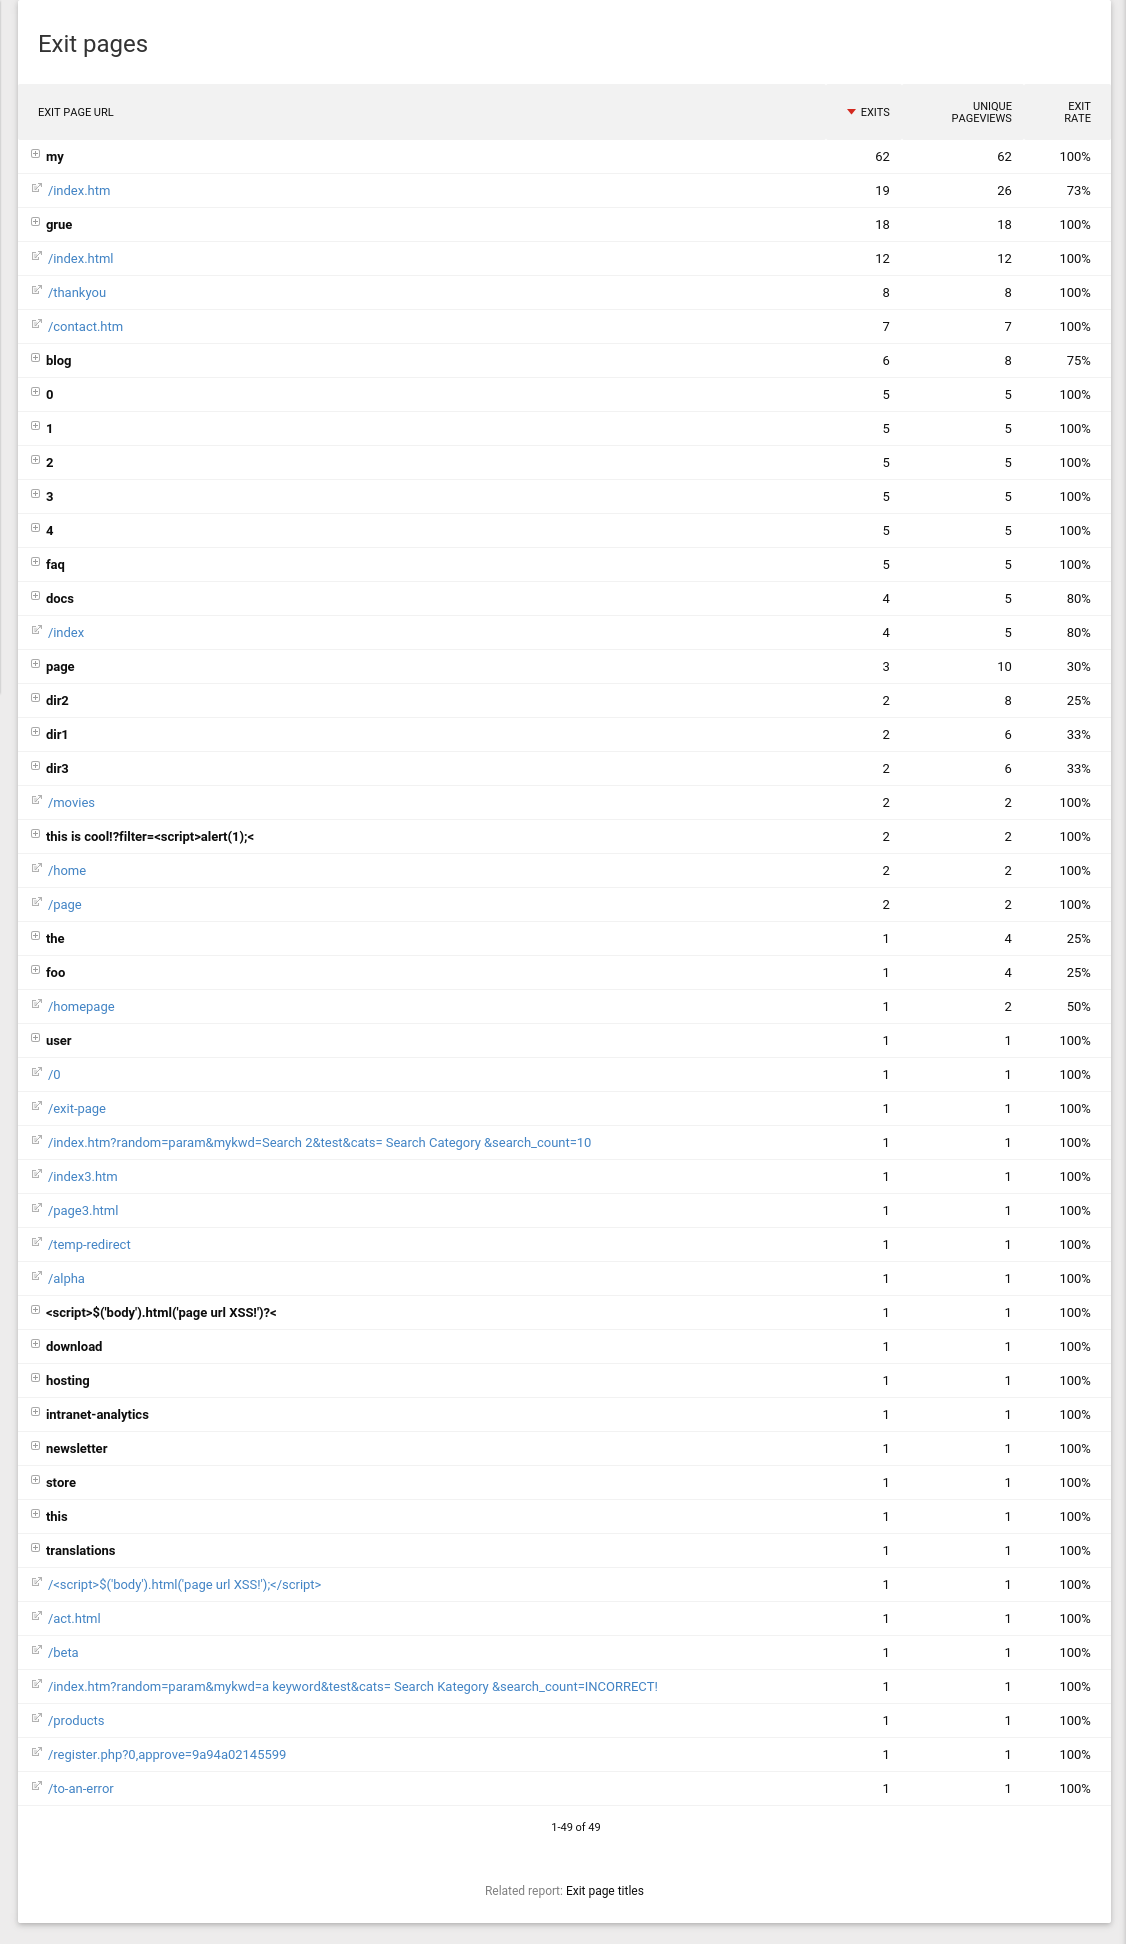 Exit pages
EXIT PAGE URL EXITS UNIQUE PAGEVIEWS EXIT RATE
my 62 62 100%
/index.htm 19 26 73%
grue 18 18 100%
/index.html 12 12 100%
/thankyou 8 8 100%
/contact.htm 7 7 100%
blog 6 8 75%
0 5 5 100%
1 5 5 100%
2 5 5 100%
3 5 5 100%
4 5 5 100%
faq 5 5 100%
docs 4 5 80%
/index 4 5 80%
page 3 10 30%
dir2 2 8 25%
dir1 2 6 33%
dir3 2 6 33%
/movies 2 2 100%
this is cool!?filter=<script>alert(1);< 2 2 100%
/home 2 2 100%
/page 2 2 100%
the 1 4 25%
foo 1 4 25%
/homepage 1 2 50%
user 1 1 100%
/0 1 1 100%
/exit-page 1 1 100%
/index.htm?random=param&mykwd=Search 2&test&cats= Search Category &search_count=10 1 1 100%
/index3.htm 1 1 100%
/page3.html 1 1 100%
/temp-redirect 1 1 100%
/alpha 1 1 100%
<script>$('body').html('page url XSS!')?< 1 1 100%
download 1 1 100%
hosting 1 1 100%
intranet-analytics 1 1 100%
newsletter 1 1 100%
store 1 1 100%
this 1 1 100%
translations 1 1 100%
/<script>$('body').html('page url XSS!');</script> 1 1 100%
/act.html 1 1 100%
/beta 1 1 100%
/index.htm?random=param&mykwd=a keyword&test&cats= Search Kategory &search_count=INCORRECT! 1 1 100%
/products 1 1 100%
/register.php?0,approve=9a94a02145599 1 1 100%
/to-an-error 1 1 100%
1-49 of 49
Related report: Exit page titles